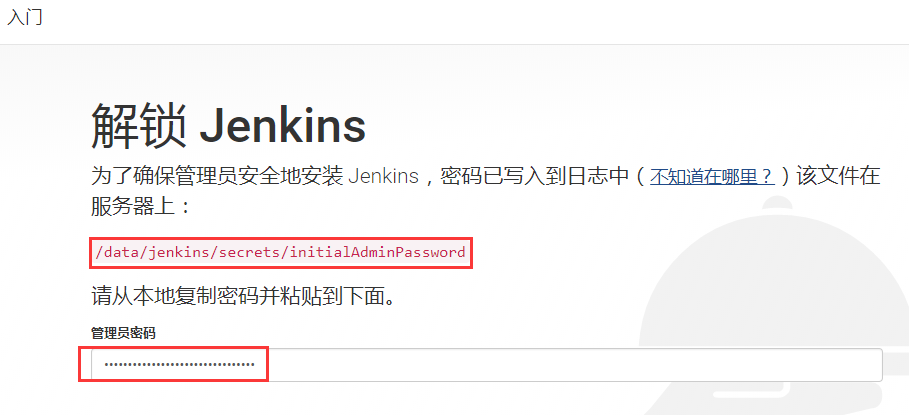 入门
解锁 Jenkins
为了确保管理员安全地安装 Jenkins，密码已写入到日志中（不知道在哪里？）该文件在
服务器上：
/data/jenkins/secrets/initialAdminPassword
请从本地复制密码并粘贴到下面。
管理员密码